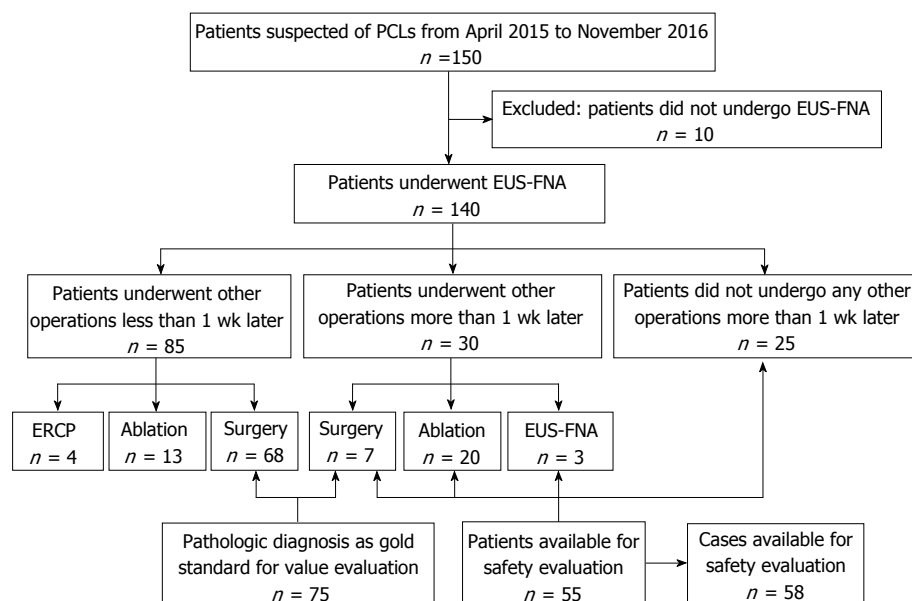 Patients suspected of PCLs from April 2015 to November 2016
n =150
Excluded: patients did not undergo EUS-FNA
n = 10
Patients underwent EUS-FNA
n = 140
Patients underwent other
operations less than 1 wk later
n = 85
Patients underwent other
operations more than 1 wk later
n = 30
Patients did not undergo any other
operations more than 1 wk later
n = 25
ERCP
n = 4
Ablation
n = 13
Surgery
n = 68
Surgery
n = 7
Ablation
n = 20
EUS-FNA
n = 3
Pathologic diagnosis as gold
standard for value evaluation
n = 75
Patients available for
safety evaluation
n = 55
Cases available for
safety evaluation
n = 58